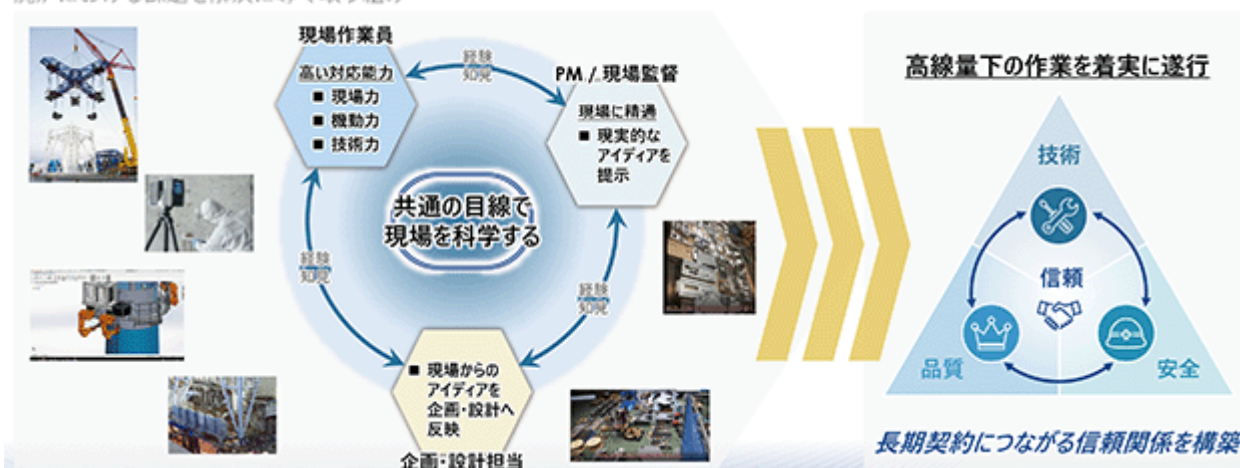 現場作業員
高い対応能力
■ 現場力
■ 機動力
■ 技術力
経験
知見
PM / 現場監督
現場に精通
■ 現実的な
アイディアを
提示
共通の目線で
現場を科学する
経験
知見
経験
知見
■ 現場からの
アイディアを
企画・設計へ
反映
企画・設計担当
高線量下の作業を着実に遂行
技術
信頼
品質
安全
長期契約につながる信頼関係を構築